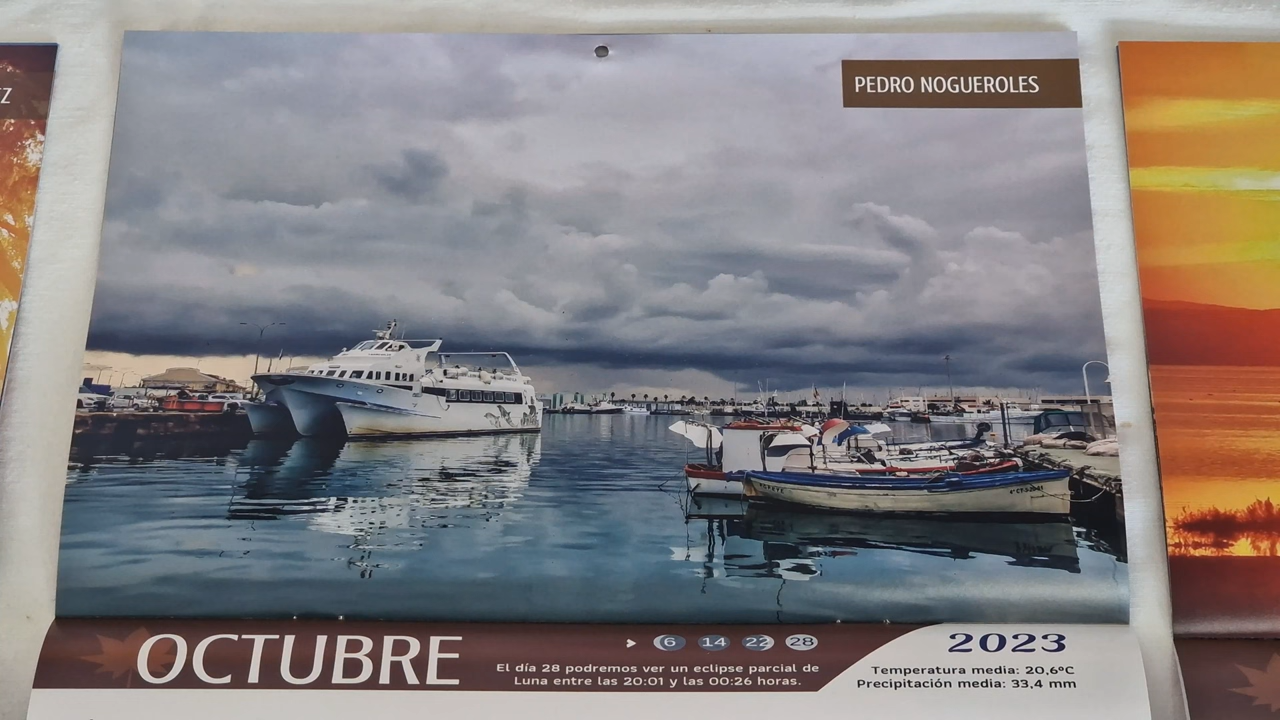 Z
PEDRO NOGUEROLES
OCTUBRE
6 14 22 28
El día 28 podremos ver un eclipse parcial de
Luna entre las 20:01 y las 00:26 horas.
2023
Temperatura media: 20,6ºC
Precipitación media: 33,4 mm